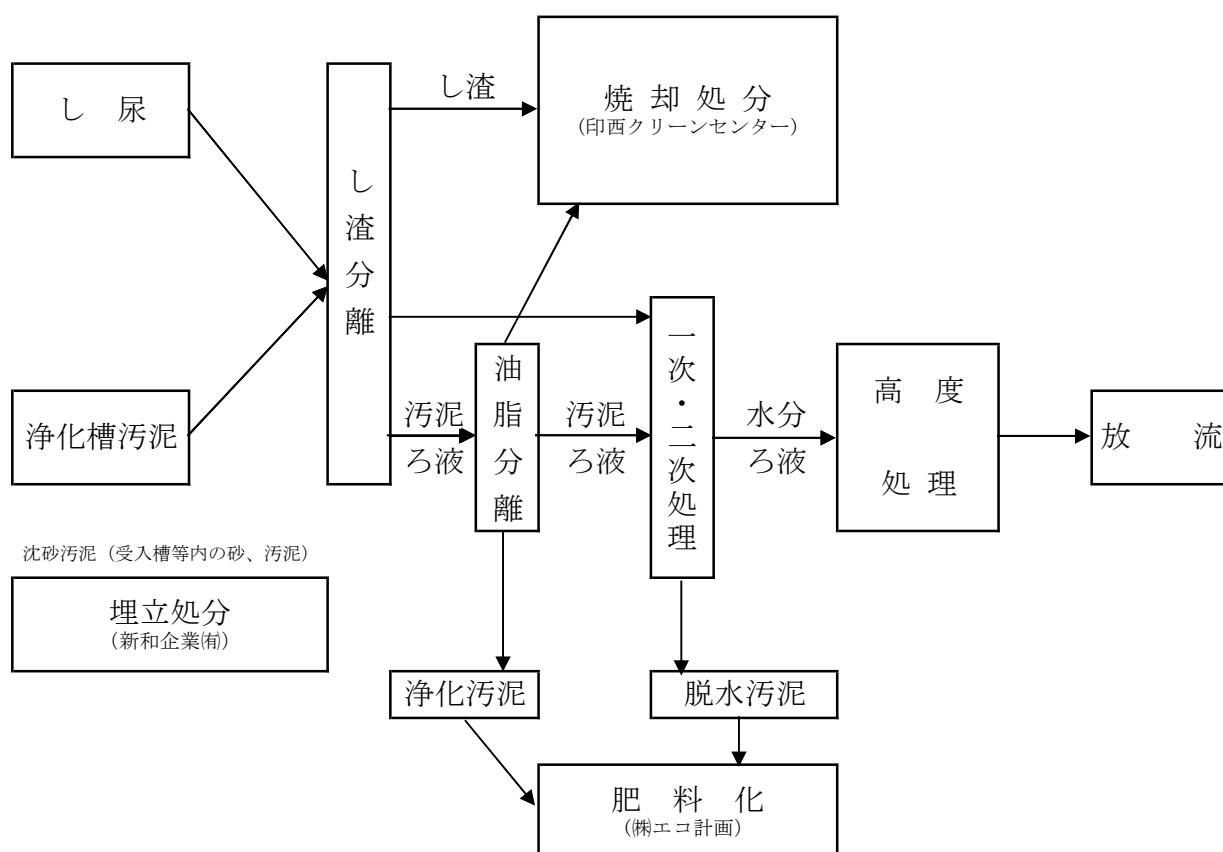 し　尿
し渣分離
し渣
焼 却 処 分
（印西クリーンセンター）
浄化槽汚泥
汚泥
ろ液
油脂分離
汚泥
ろ液
一次・二次処理
水分
ろ液
高　度
処 理
放　　流
沈砂汚泥（受入槽等内の砂、汚泥）
埋立処分
（新和企業㈲）
浄化汚泥
脱水汚泥
肥　料　化
（㈱エコ計画）